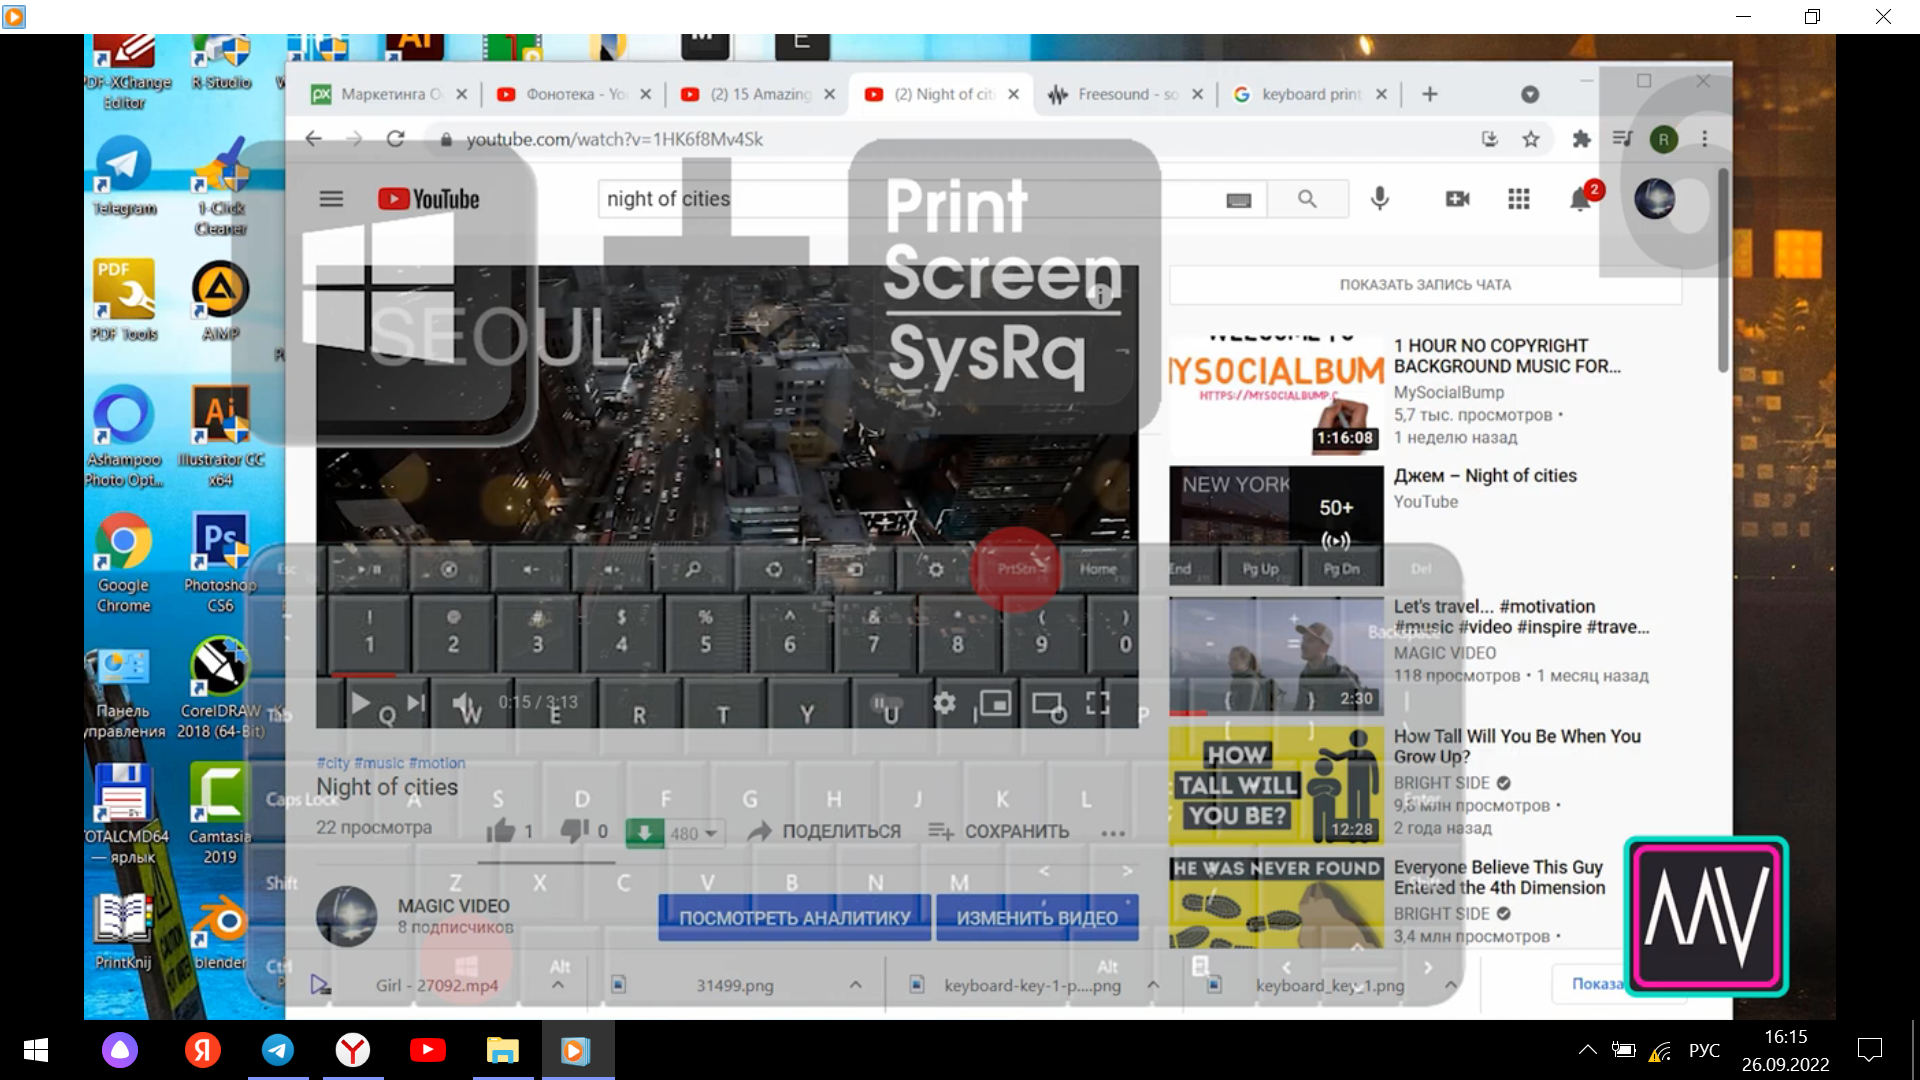 PDF-XChange
Editor
R-Studio
Telegram
1-Click
Cleaner
PDF
PDF Tools
AIMP
Ashampoo
Photo Opt...
Ai
Illustrator CC
x64
Google
Chrome
Ps
Photoshop
CS6
Панель
управления
CorelDRAW
2018 (64-Bit)
TOTALCMD64
— ярлык
Camtasia
2019
PrintKnij
blender
Маркетинга О
Фонотека - You
(2) 15 Amazing
(2) Night of citi
Freesound - so
keyboard print
youtube.com/watch?v=1HK6f8Mv4Sk
R
YouTube
night of cities
2
6
Print
Screen
SysRq
SEOUL
ПОКАЗАТЬ ЗАПИСЬ ЧАТА
WELCOME TO
MYSOCIALBUMP
HTTPS://MYSOCIALBUMP.C
1:16:08
1 HOUR NO COPYRIGHT
BACKGROUND MUSIC FOR...
MySocialBump
5,7 тыс. просмотров •
1 неделю назад
NEW YORK
50+
Джем – Night of cities
YouTube
Esc
PrtScn
Home
End
Pg Up
Pg Dn
Del
! @ # $ % ^ & * ( )
1 2 3 4 5 6 7 8 9 0
Backspace
Let's travel... #motivation
#music #video #inspire #trave...
MAGIC VIDEO
118 просмотров • 1 месяц назад
2:30
0:15 / 3:13
Tab Q W E R T Y U I O P
#city #music #motion
Night of cities
22 просмотра
Caps Lock A S D F G H J K L
Enter
1
0
480
ПОДЕЛИТЬСЯ
СОХРАНИТЬ
HOW
TALL WILL
YOU BE?
12:28
How Tall Will You Be When You
Grow Up?
BRIGHT SIDE
9,8 млн просмотров •
2 года назад
Shift Z X C V B N M < >
Shift
MAGIC VIDEO
8 подписчиков
ПОСМОТРЕТЬ АНАЛИТИКУ
ИЗМЕНИТЬ ВИДЕО
HE WAS NEVER FOUND
Everyone Believe This Guy
Entered the 4th Dimension
BRIGHT SIDE
3,4 млн просмотров •
Ctrl
Alt
Alt
Girl - 27092.mp4
31499.png
keyboard-key-1-p....png
keyboard_key_1.png
Показа
MV
Я
РУС
16:15
26.09.2022